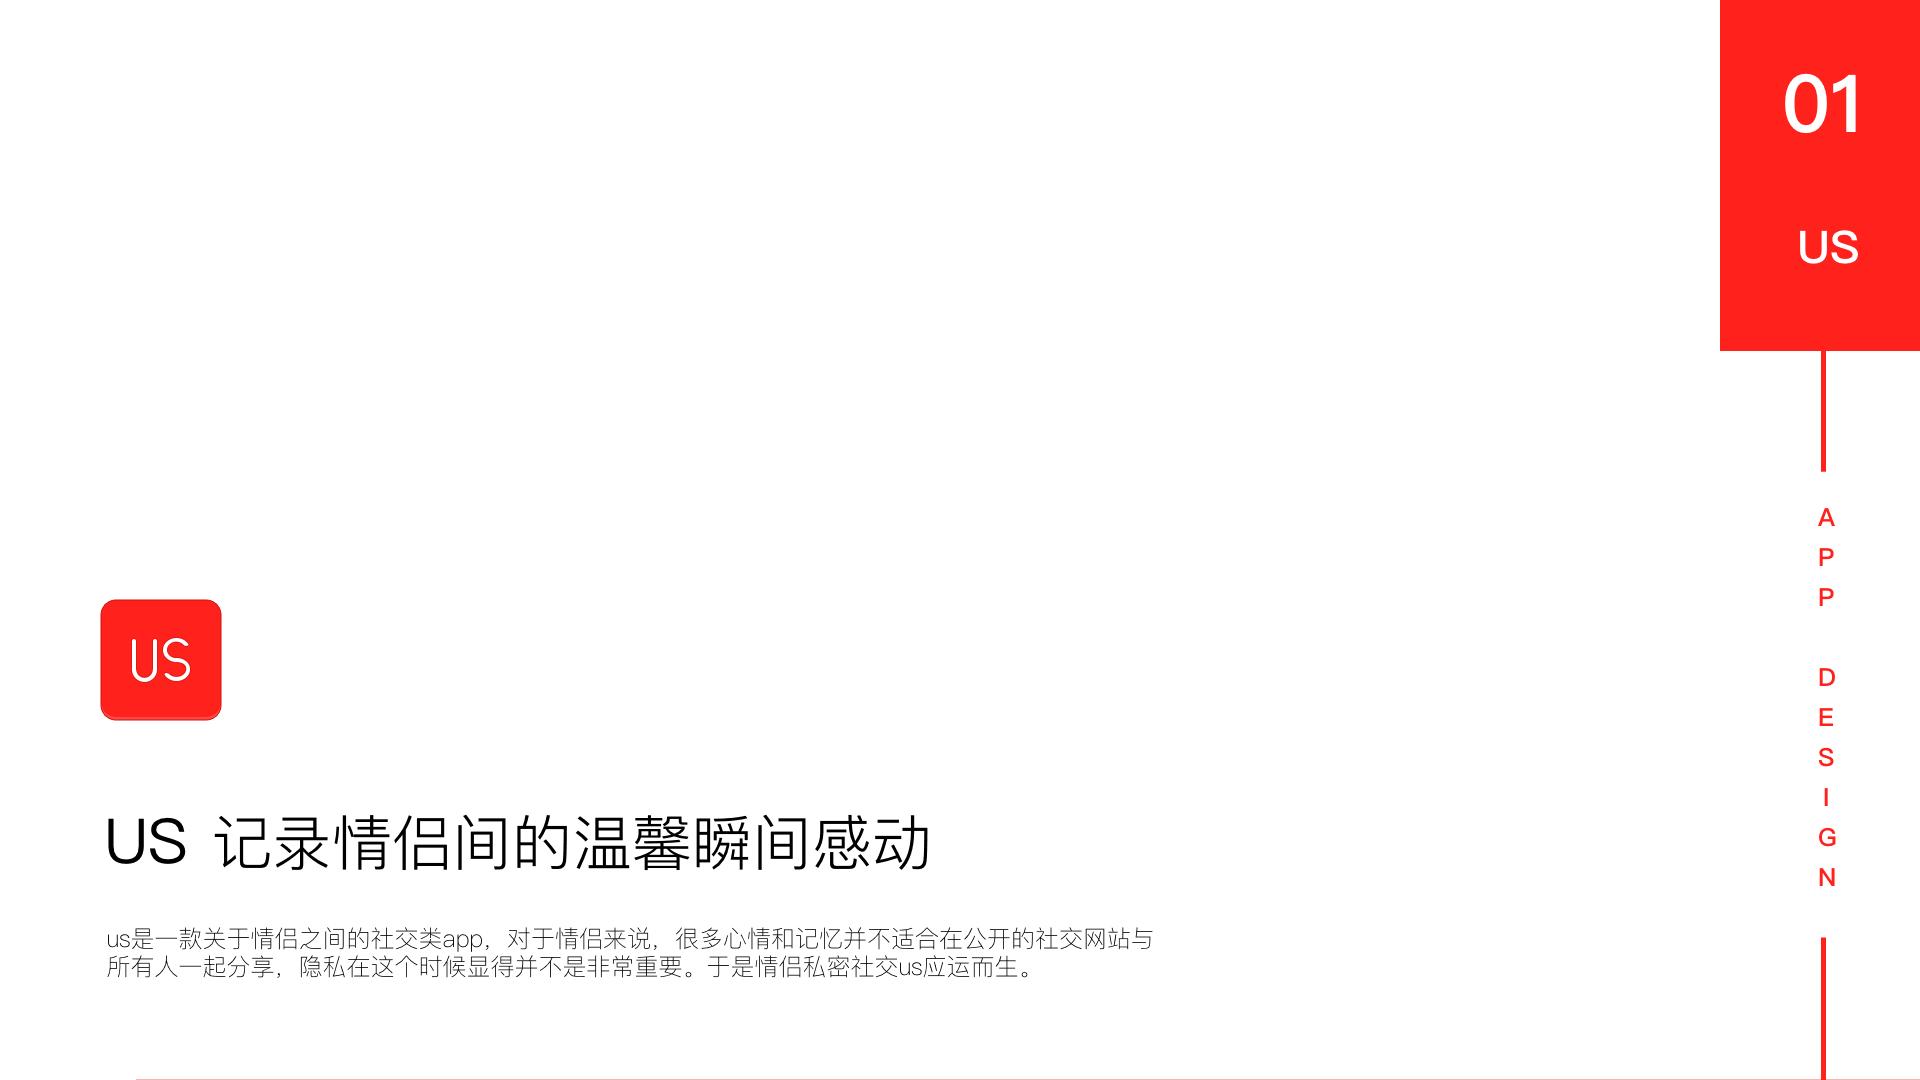 01
US
APP DESIGN
US
US 记录情侣间的温馨瞬间感动
us是一款关于情侣之间的社交类app，对于情侣来说，很多心情和记忆并不适合在公开的社交网站与
所有人一起分享，隐私在这个时候显得并不是非常重要。于是情侣私密社交us应运而生。